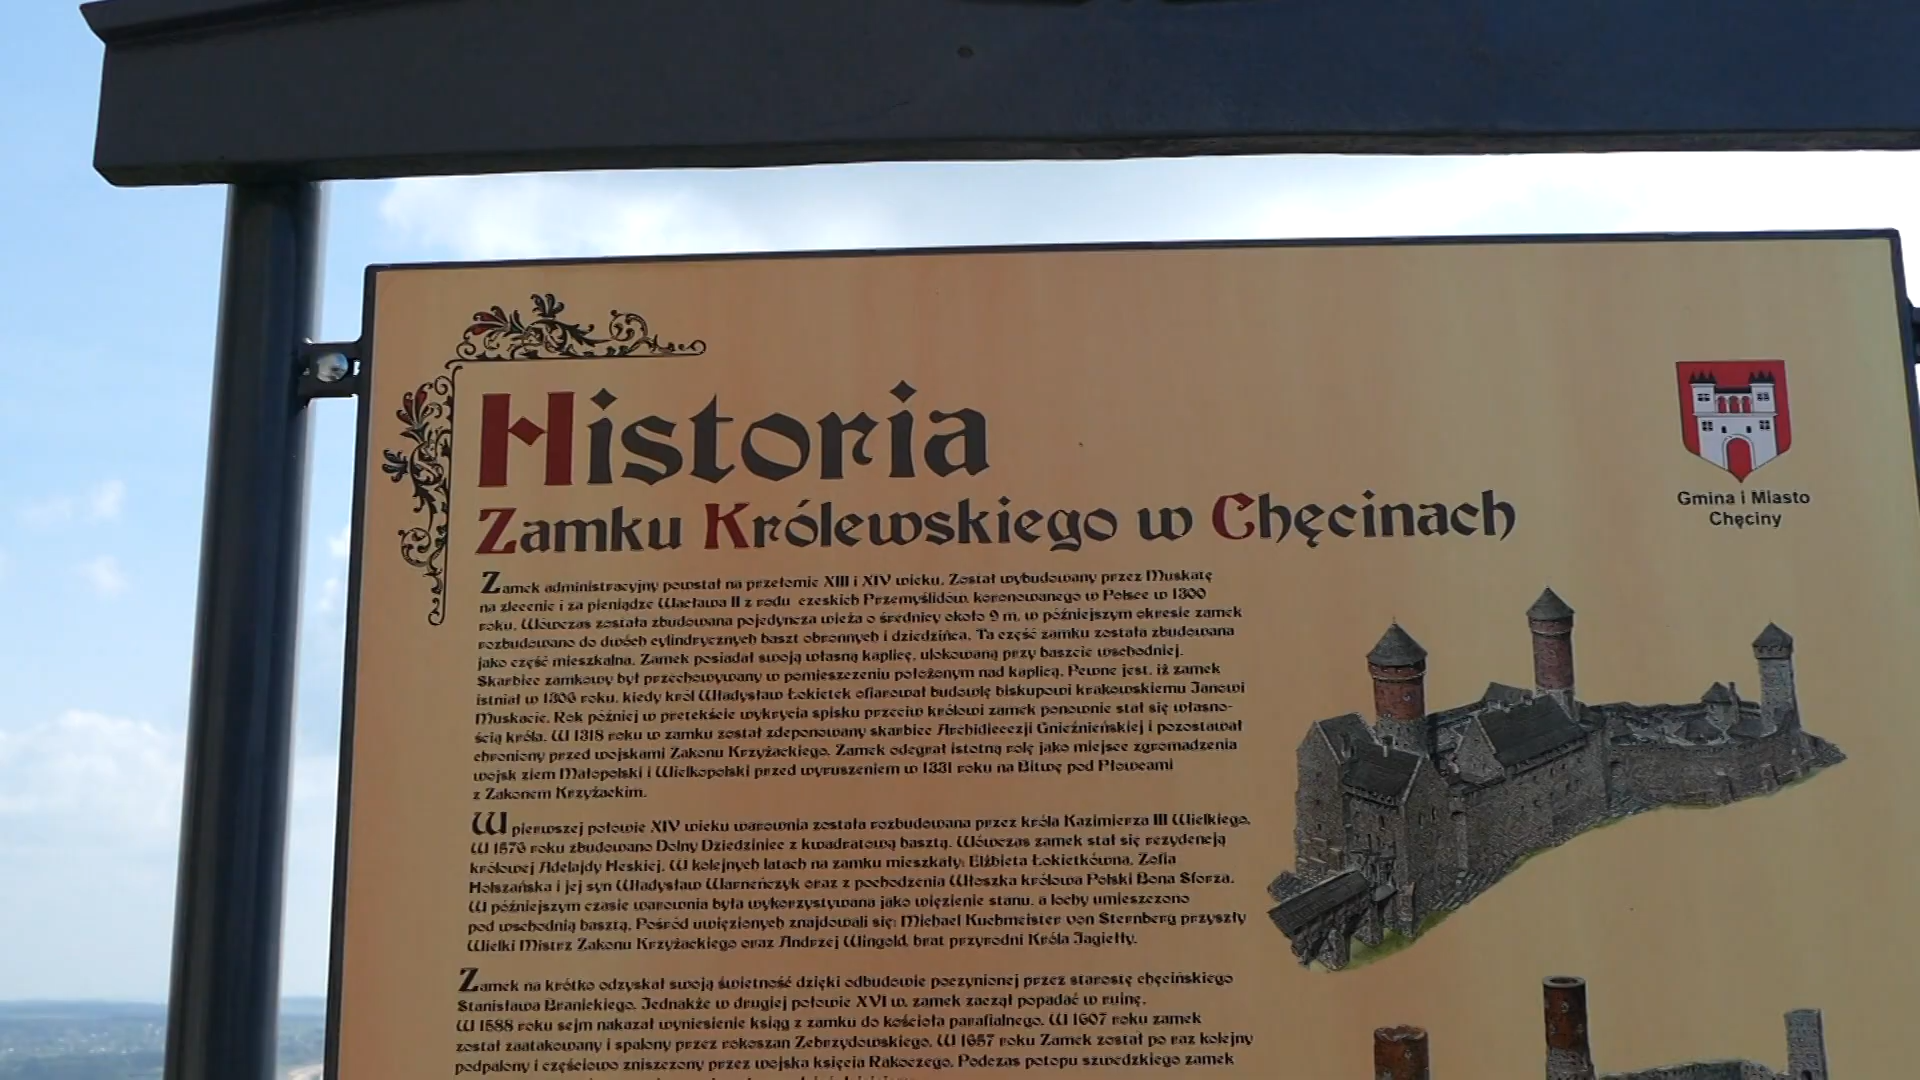 Historia
Zamku Królewskiego w Chęcinach
Gmina i Miasto
Chęciny
Zamek administracyjny powstał na przełomie XIII i XIV wieku. Został wybudowany przez Muskatę
na zlecenie i za pieniądze Wacława II z rodu czeskich Przemyślidów, koronowanego w Polsce w 1300
roku. Wówczas została zbudowana pojedyncza wieża o średnicy około 9 m, w późniejszym okresie zamek
rozbudowano do dwóch cylindrycznych baszt obronnych i dziedzińca. Ta część zamku została zbudowana
jako część mieszkalna. Zamek posiadał swoją własną kaplicę, ulokowaną przy baszcie wschodniej.
Skarbiec zamkowy był przechowywany w pomieszczeniu położonym nad kaplicą. Pewne jest, iż zamek
istniał w 1306 roku, kiedy król Władysław Łokietek ofiarował budowlę biskupowi krakowskiemu Janowi
Muskacie. Rok później w pretekście wykrycia spisku przeciw królowi zamek ponownie stał się własno-
ścią króla. W 1318 roku w zamku został zdeponowany skarbiec Archidiecezji Gnieźnieńskiej i pozostawał
chroniony przed wojskami Zakonu Krzyżackiego. Zamek odegrał istotną rolę jako miejsce zgromadzenia
wojsk ziem Małopolski i Wielkopolski przed wyruszeniem w 1331 roku na Bitwę pod Płowcami
z Zakonem Krzyżackim.
W pierwszej połowie XIV wieku warownia została rozbudowana przez króla Kazimierza III Wielkiego.
W 1576 roku zbudowano Dolny Dziedziniec z kwadratową basztą. Wówczas zamek stał się rezydencją
królowej Adelajdy Heskiej. W kolejnych latach na zamku mieszkały: Elżbieta Łokietkówna, Zofia
Holszańska i jej syn Władysław Warneńczyk oraz z pochodzenia Włoszka królowa Polski Bona Sforza.
W późniejszym czasie warownia była wykorzystywana jako więzienie stanu, a lochy umieszczono
pod wschodnią basztą. Pośród uwięzionych znajdowali się: Michael Kuchmeister von Sternberg przyszły
Wielki Mistrz Zakonu Krzyżackiego oraz Andrzej Wingold, brat przyrodni Króla Jagiełły.
Zamek na krótko odzyskał swoją świetność dzięki odbudowie poczynionej przez starostę chęcińskiego
Stanisława Branickiego. Jednakże w drugiej połowie XVI w. zamek zaczął popadać w ruinę.
W 1588 roku sejm nakazał wyniesienie ksiąg z zamku do kościoła parafialnego. W 1607 roku zamek
został zaatakowany i spalony przez rokoszan Zebrzydowskiego. W 1657 roku Zamek został po raz kolejny
podpalony i częściowo zniszczony przez wojska księcia Rakoczego. Podczas potopu szwedzkiego zamek